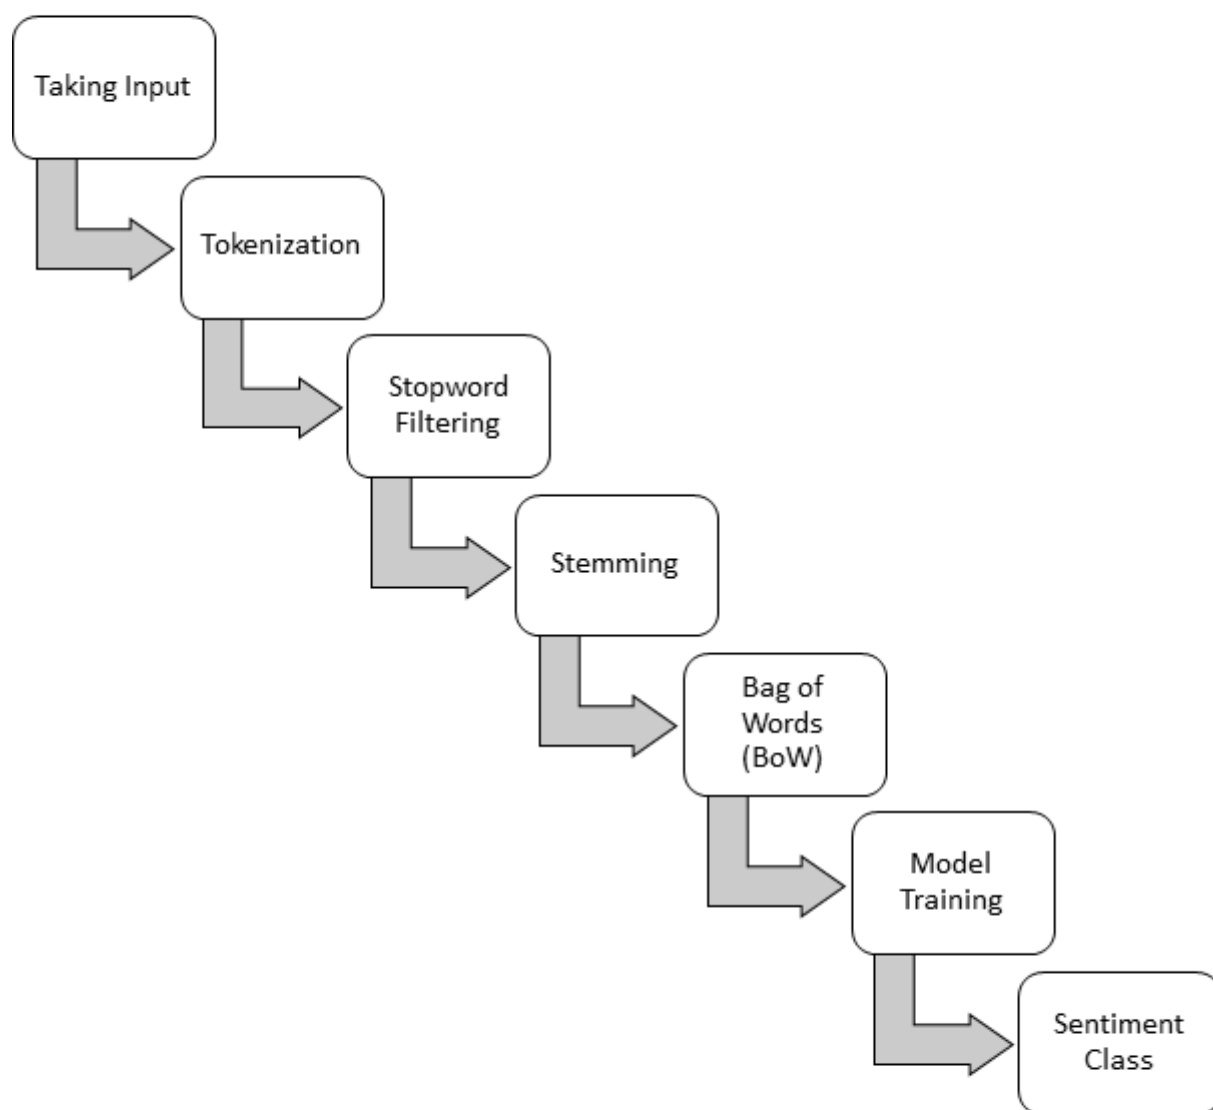 Taking Input
Tokenization
Stopword
Filtering
Stemming
Bag of
Words
(BoW)
Model
Training
Sentiment
Class